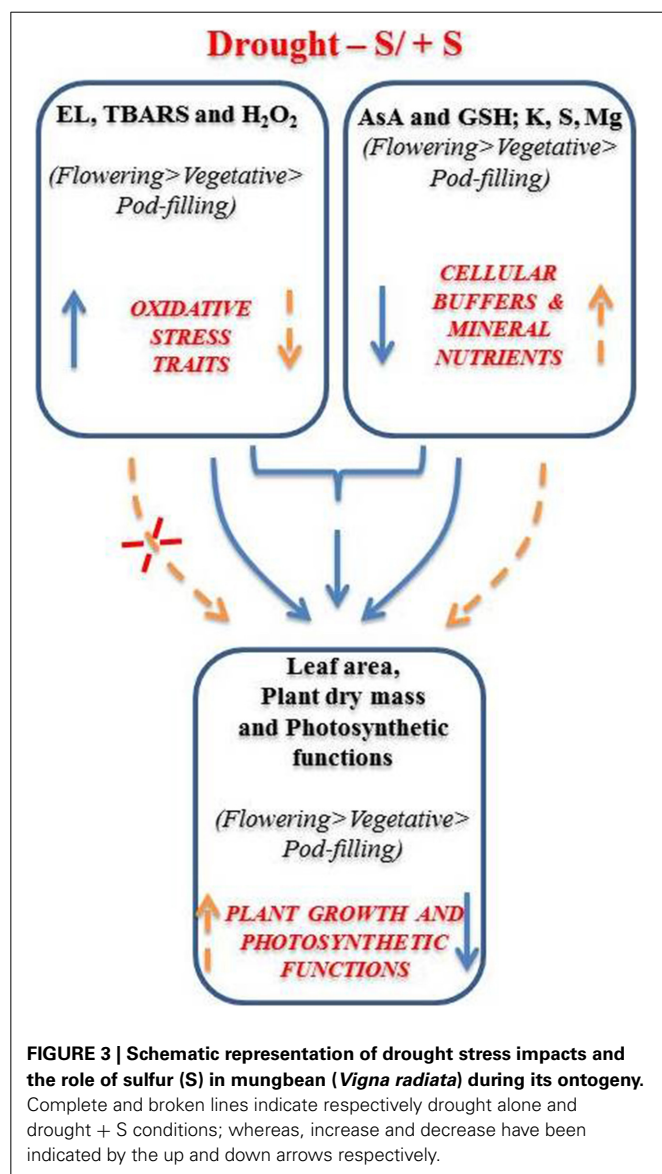 Drought – S/ + S
EL, TBARS and H₂O₂
(Flowering> Vegetative>
Pod-filling)
OXIDATIVE
STRESS
TRAITS
AsA and GSH; K, S, Mg
(Flowering> Vegetative>
Pod-filling)
CELLULAR
BUFFERS &
MINERAL
NUTRIENTS
Leaf area,
Plant dry mass
and Photosynthetic
functions
(Flowering> Vegetative>
Pod-filling)
PLANT GROWTH AND
PHOTOSYNTHETIC
FUNCTIONS
FIGURE 3 | Schematic representation of drought stress impacts and
the role of sulfur (S) in mungbean (Vigna radiata) during its ontogeny.
Complete and broken lines indicate respectively drought alone and
drought + S conditions; whereas, increase and decrease have been
indicated by the up and down arrows respectively.